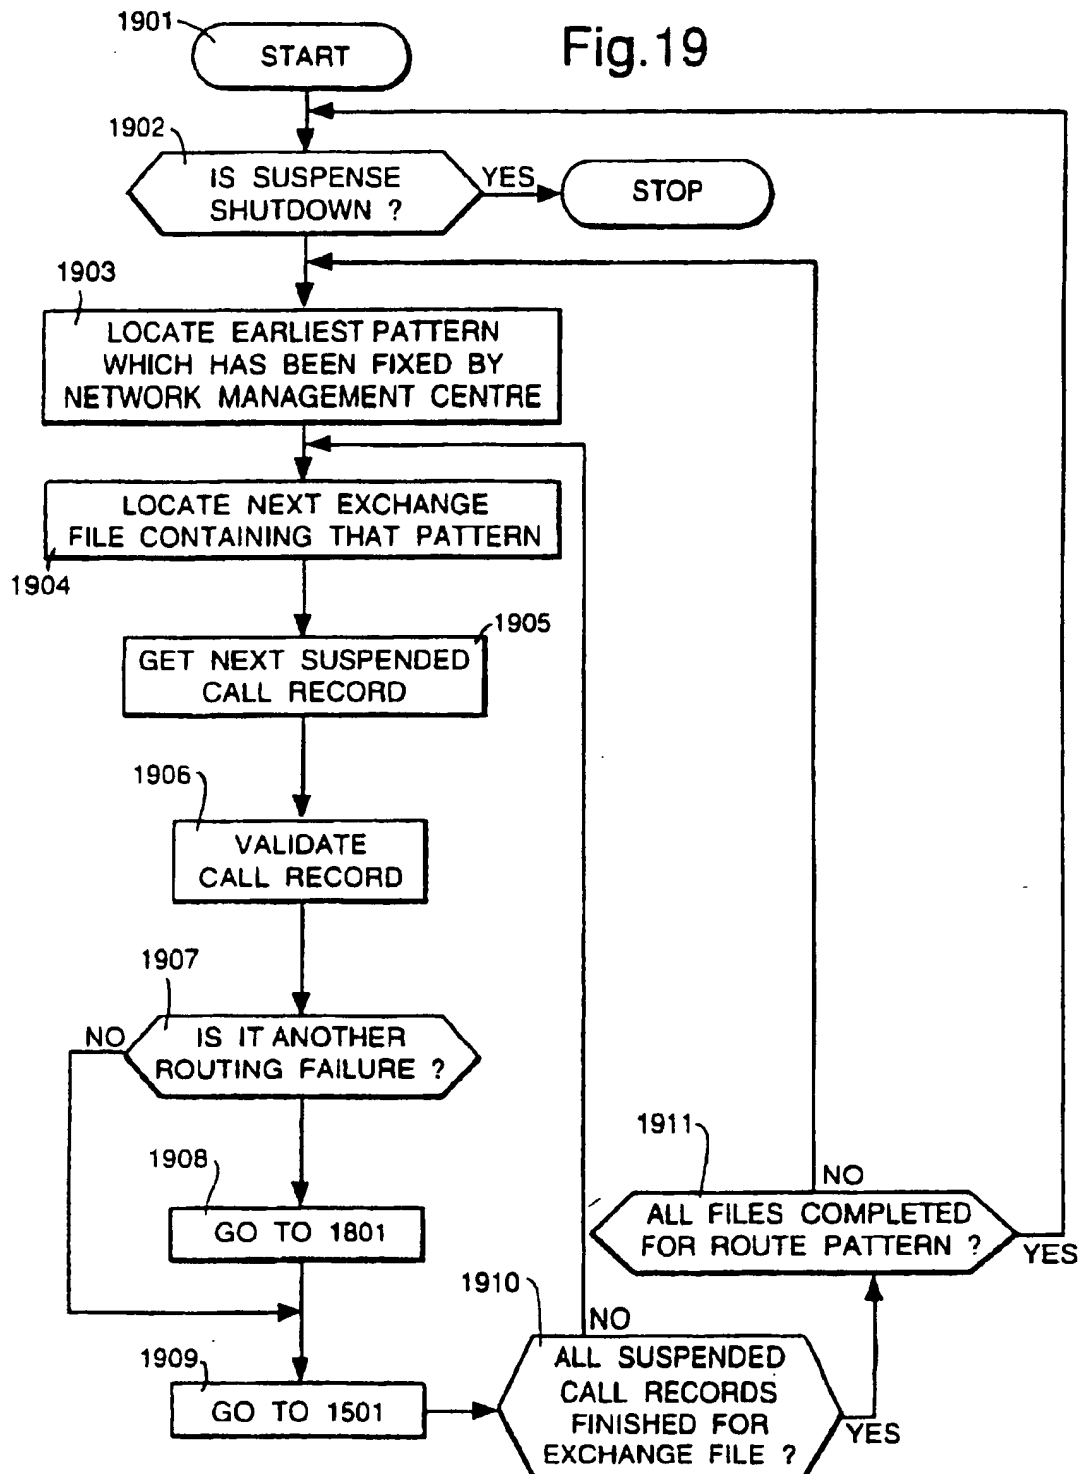 Fig.19
1901
START
1902
IS SUSPENSE
SHUTDOWN ?
YES
STOP
1903
LOCATE EARLIEST PATTERN
WHICH HAS BEEN FIXED BY
NETWORK MANAGEMENT CENTRE
LOCATE NEXT EXCHANGE
FILE CONTAINING THAT PATTERN
1904
1905
GET NEXT SUSPENDED
CALL RECORD
1906
VALIDATE
CALL RECORD
1907
NO
IS IT ANOTHER
ROUTING FAILURE ?
1908
GO TO 1801
1909
GO TO 1501
1910
NO
ALL SUSPENDED
CALL RECORDS
FINISHED FOR
EXCHANGE FILE ?
YES
1911
NO
ALL FILES COMPLETED
FOR ROUTE PATTERN ?
YES